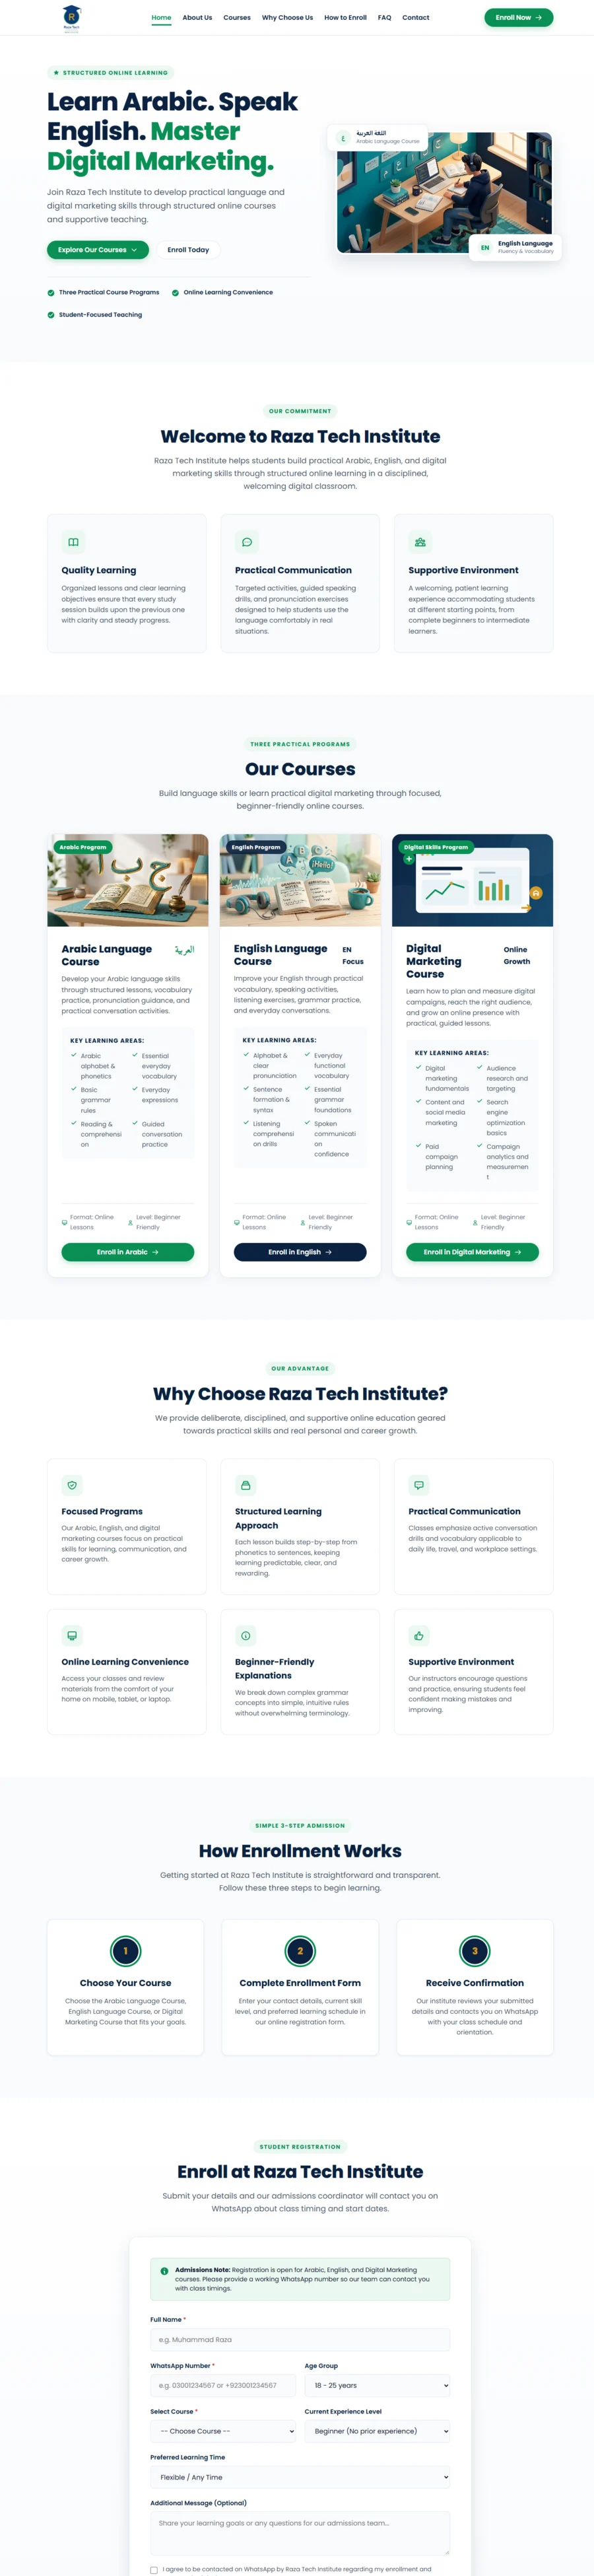 Home About Us Courses Why Choose Us How to Enroll FAQ Contact
Enroll Now
STRUCTURED ONLINE LEARNING
Learn Arabic. Speak
English. Master
Digital Marketing.
Join Raza Tech Institute to develop practical language and
digital marketing skills through structured online courses
and supportive teaching.
Explore Our Courses
Enroll Today
Three Practical Course Programs
Online Learning Convenience
Student-Focused Teaching
ع
اللغة العربية
Arabic Language Course
EN
English Language
Fluency & Vocabulary
OUR COMMITMENT
Welcome to Raza Tech Institute
Raza Tech Institute helps students build practical Arabic, English, and digital
marketing skills through structured online learning in a disciplined,
welcoming digital classroom.
Quality Learning
Organized lessons and clear learning
objectives ensure that every study
session builds upon the previous one
with clarity and steady progress.
Practical Communication
Targeted activities, guided speaking
drills, and pronunciation exercises
designed to help students use the
language comfortably in real
situations.
Supportive Environment
A welcoming, patient learning
experience accommodating students
at different starting points, from
complete beginners to intermediate
learners.
THREE PRACTICAL PROGRAMS
Our Courses
Build language skills or learn practical digital marketing through focused,
beginner-friendly online courses.
Arabic Program
Arabic Language
Course
العربية
Develop your Arabic language skills
through structured lessons, vocabulary
practice, pronunciation guidance, and
practical conversation activities.
KEY LEARNING AREAS:
Arabic
alphabet &
phonetics
Essential
everyday
vocabulary
Basic
grammar
rules
Everyday
expressions
Reading &
comprehensi
on
Guided
conversation
practice
Format: Online
Lessons
Level: Beginner
Friendly
Enroll in Arabic
English Program
¡Hello!
English Language
Course
EN
Focus
Improve your English through practical
vocabulary, speaking activities,
listening exercises, grammar practice,
and everyday conversations.
KEY LEARNING AREAS:
Alphabet &
clear
pronunciation
Everyday
functional
vocabulary
Sentence
formation &
syntax
Essential
grammar
foundations
Listening
comprehensi
on drills
Spoken
communicati
on
confidence
Format: Online
Lessons
Level: Beginner
Friendly
Enroll in English
Digital Skills Program
Digital
Marketing
Course
Online
Growth
Learn how to plan and measure digital
campaigns, reach the right audience,
and grow an online presence with
practical, guided lessons.
KEY LEARNING AREAS:
Digital
marketing
fundamentals
Audience
research and
targeting
Content and
social media
marketing
Search
engine
optimization
basics
Paid
campaign
planning
Campaign
analytics and
measuremen
t
Format: Online
Lessons
Level: Beginner
Friendly
Enroll in Digital Marketing
OUR ADVANTAGE
Why Choose Raza Tech Institute?
We provide deliberate, disciplined, and supportive online education geared
towards practical skills and real personal and career growth.
Focused Programs
Our Arabic, English, and digital
marketing courses focus on practical
skills for learning, communication, and
career growth.
Structured Learning
Approach
Each lesson builds step-by-step from
phonetics to sentences, keeping
learning predictable, clear, and
rewarding.
Practical Communication
Classes emphasize active conversation
drills and vocabulary applicable to
daily life, travel, and workplace settings.
Online Learning Convenience
Access your classes and review
materials from the comfort of your
home on mobile, tablet, or laptop.
Beginner-Friendly
Explanations
We break down complex grammar
concepts into simple, intuitive rules
without overwhelming terminology.
Supportive Environment
Our instructors encourage questions
and practice, ensuring students feel
confident making mistakes and
improving.
SIMPLE 3-STEP ADMISSION
How Enrollment Works
Getting started at Raza Tech Institute is straightforward and transparent.
Follow these three steps to begin learning.
1
Choose Your Course
Choose the Arabic Language Course,
English Language Course, or Digital
Marketing Course that fits your goals.
2
Complete Enrollment Form
Enter your contact details, current skill
level, and preferred learning schedule in
our online registration form.
3
Receive Confirmation
Our institute reviews your submitted
details and contacts you on WhatsApp
with your class schedule and
orientation.
STUDENT REGISTRATION
Enroll at Raza Tech Institute
Submit your details and our admissions coordinator will contact you on
WhatsApp about class timing and start dates.
Admissions Note: Registration is open for Arabic, English, and Digital Marketing
courses. Please provide a working WhatsApp number so our team can contact you
with class timings.
Full Name *
e.g. Muhammad Raza
WhatsApp Number *
e.g. 03001234567 or +923001234567
Age Group
18 - 25 years
Select Course *
-- Choose Course --
Current Experience Level
Beginner (No prior experience)
Preferred Learning Time
Flexible / Any Time
Additional Message (Optional)
Share your learning goals or any questions for our admissions team...
I agree to be contacted on WhatsApp by Raza Tech Institute regarding my enrollment and